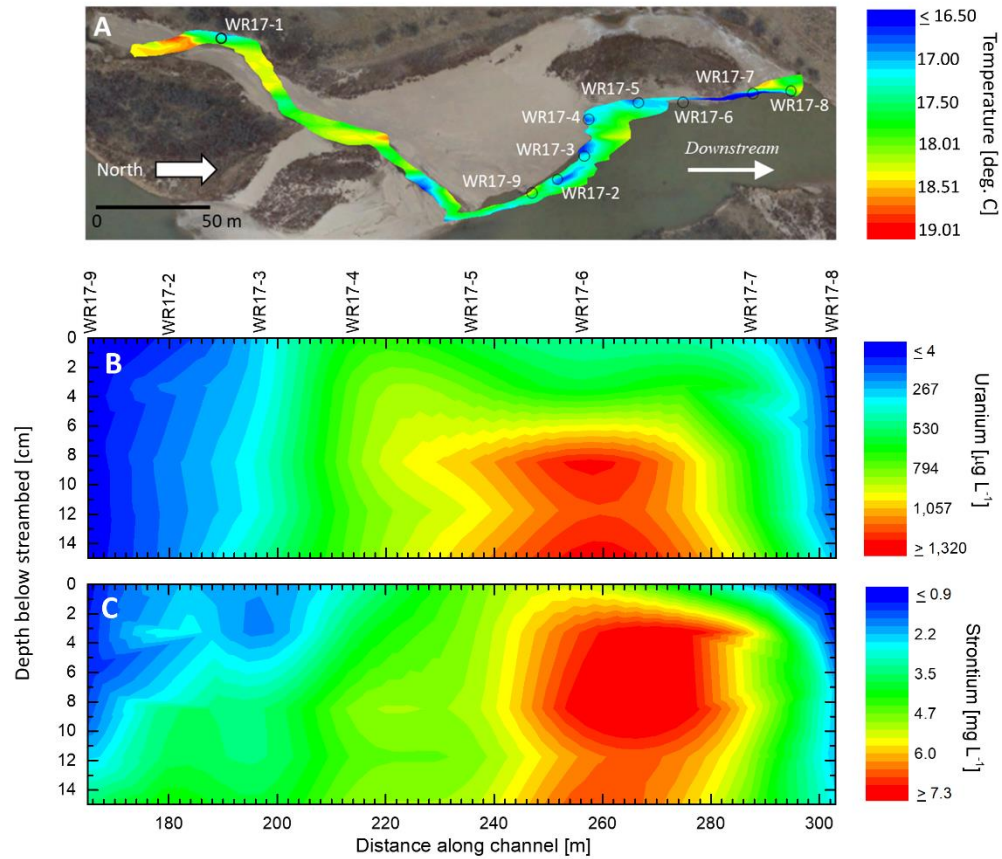 A
WR17-1
WR17-7
WR17-5
WR17-8
WR17-4
WR17-6
WR17-3
North
Downstream
WR17-9
WR17-2
0 50 m
≤ 16.50
17.00
17.50
18.01
18.51
19.01
Temperature [deg. C]
WR17-9
WR17-2
WR17-3
WR17-4
WR17-5
WR17-6
WR17-7
WR17-8
B
0
2
4
6
8
10
12
14
≤ 4
267
530
794
1,057
≥ 1,320
Uranium [µg L⁻¹]
Depth below streambed [cm]
C
0
2
4
6
8
10
12
14
≤ 0.9
2.2
3.5
4.7
6.0
≥ 7.3
Strontium [mg L⁻¹]
180 200 220 240 260 280 300
Distance along channel [m]